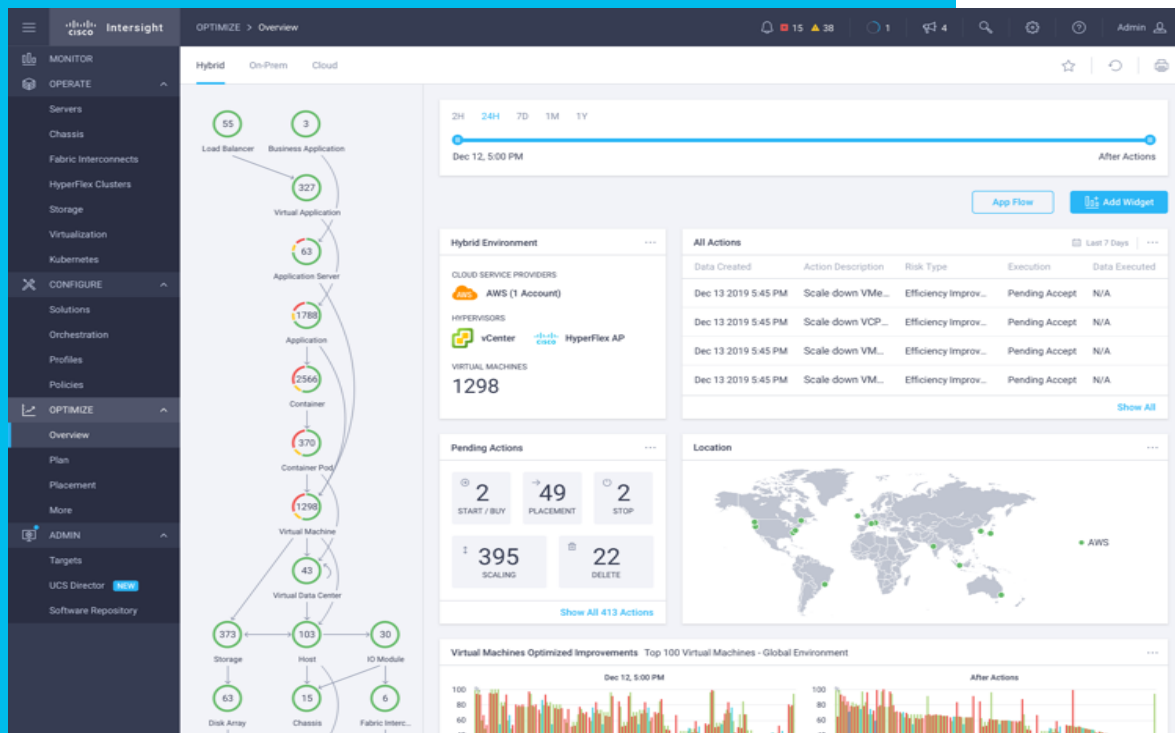 cisco Intersight
OPTIMIZE > Overview
15 38 1 4 Admin
MONITOR
OPERATE
Servers
Chassis
Fabric Interconnects
HyperFlex Clusters
Storage
Virtualization
Kubernetes
CONFIGURE
Solutions
Orchestration
Profiles
Policies
OPTIMIZE
Overview
Plan
Placement
More
ADMIN
Targets
UCS Director NEW
Software Repository
Hybrid On-Prem Cloud
55 3
Load Balancer Business Application
327
Virtual Application
63
Application Server
1788
Application
2566
Container
370
Container Pod
1298
Virtual Machine
43
Virtual Data Center
373 103 30
Storage Host IO Module
63 15 6
Disk Array Chassis Fabric Interc...
2H 24H 7D 1M 1Y
Dec 12, 5:00 PM After Actions
App Flow Add Widget
Hybrid Environment
CLOUD SERVICE PROVIDERS
AWS AWS (1 Account)
HYPERVISORS
vCenter cisco HyperFlex AP
VIRTUAL MACHINES
1298
All Actions Last 7 Days
Data Created Action Description Risk Type Execution Data Executed
Dec 13 2019 5:45 PM Scale down VMe... Efficiency Improv... Pending Accept N/A
Dec 13 2019 5:45 PM Scale down VCP... Efficiency Improv... Pending Accept N/A
Dec 13 2019 5:45 PM Scale down VM... Efficiency Improv... Pending Accept N/A
Dec 13 2019 5:45 PM Scale down VM... Efficiency Improv... Pending Accept N/A
Show All
Pending Actions
2 49 2
START / BUY PLACEMENT STOP
395 22
SCALING DELETE
Show All 413 Actions
Location
AWS
Virtual Machines Optimized Improvements Top 100 Virtual Machines - Global Environment
Dec 12, 5:00 PM After Actions
100 100
80 80
60 60